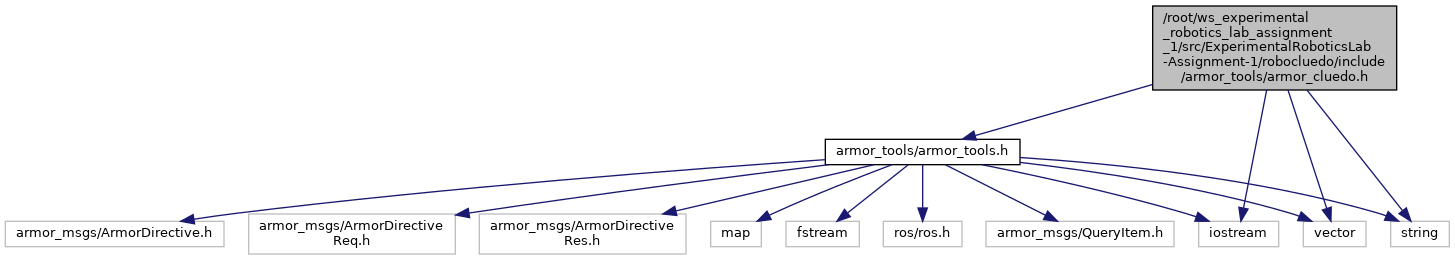 /root/ws_experimental
_robotics_lab_assignment
_1/src/ExperimentalRoboticsLab
-Assignment-1/robocluedo/include
/armor_tools/armor_cluedo.h
armor_tools/armor_tools.h
armor_msgs/ArmorDirective.h
armor_msgs/ArmorDirective
Req.h
armor_msgs/ArmorDirective
Res.h
map
fstream
ros/ros.h
armor_msgs/QueryItem.h
iostream
vector
string